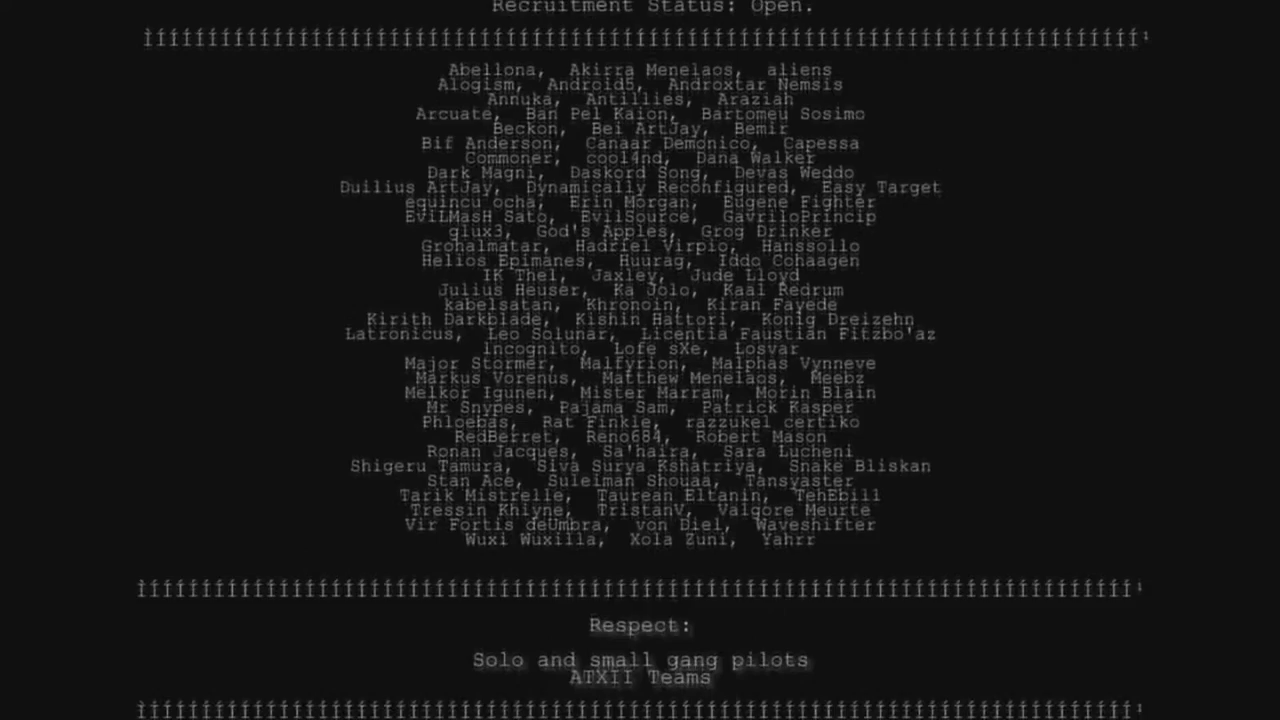 Recruitment Status: Open.
Abellona, Akirra Menelaos, aliens
Alogism, Android5, Androxtar Nemsis
Annuka, Antillies, Araziah
Arcuate, Ban Pel Kaion, Bartomeu Sosimo
Beckon, Bei ArtJay, Bemir
Bif Anderson, Canaar Demonico, Capessa
Commoner, cool4nd, Dana Walker
Dark Magni, Daskord Song, Devas Weddo
Duilius ArtJay, Dynamically Reconfigured, Easy Target
equincu ocha, Erin Morgan, Eugene Fighter
EviLMasH Sato, EvilSource, GavriloPrincip
glux3, God's Apples, Grog Drinker
Grohalmatar, Hadriel Virpio, Hanssollo
Helios Epimanes, Huurag, Iddo Cohaagen
IK Thel, Jaxley, Jude Lloyd
Julius Heuser, Ka Jolo, Kaal Redrum
kabelsatan, Khronoin, Kiran Fayede
Kirith Darkblade, Kishin Hattori, Konig Dreizehn
Latronicus, Leo Solunar, Licentia Faustian Fitzbo'az
Incognito, Lofe sXe, Losvar
Major Stormer, Malfyrion, Malphas Vynneve
Markus Vorenus, Matthew Menelaos, Meebz
Melkor Igunen, Mister Marram, Morin Blain
Mr Snypes, Pajama Sam, Patrick Kasper
Phloebas, Rat Finkle, razzukel certiko
RedBerret, Reno684, Robert Mason
Ronan Jacques, Sa'haira, Sara Lucheni
Shigeru Tamura, Siva Surya Kshatriya, Snake Bliskan
Stan Ace, Suleiman Shouaa, Tansyaster
Tarik Mistrelle, Taurean Eltanin, TehEbil1
Tressin Khiyne, TristanV, Valgore Meurte
Vir Fortis deUmbra, von Diel, Waveshifter
Wuxi Wuxilla, Xola Zuni, Yahrr
Respect:
Solo and small gang pilots
ATXII Teams